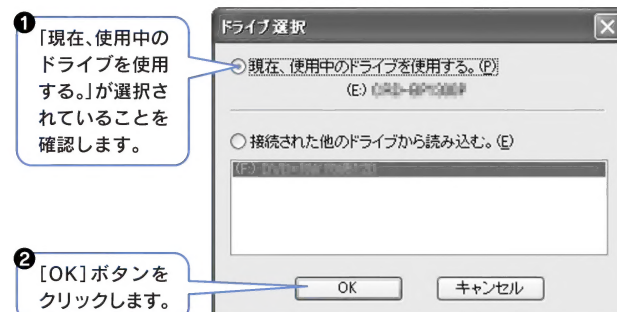 ❶
「現在、使用中の
ドライブを使用
する。」が選択さ
れていることを
確認します。
ドライブ選択
現在、使用中のドライブを使用する。(P)
(E:)
接続された他のドライブから読み込む。(E)
(F:)
❷
[OK]ボタンを
クリックします。
OK
キャンセル